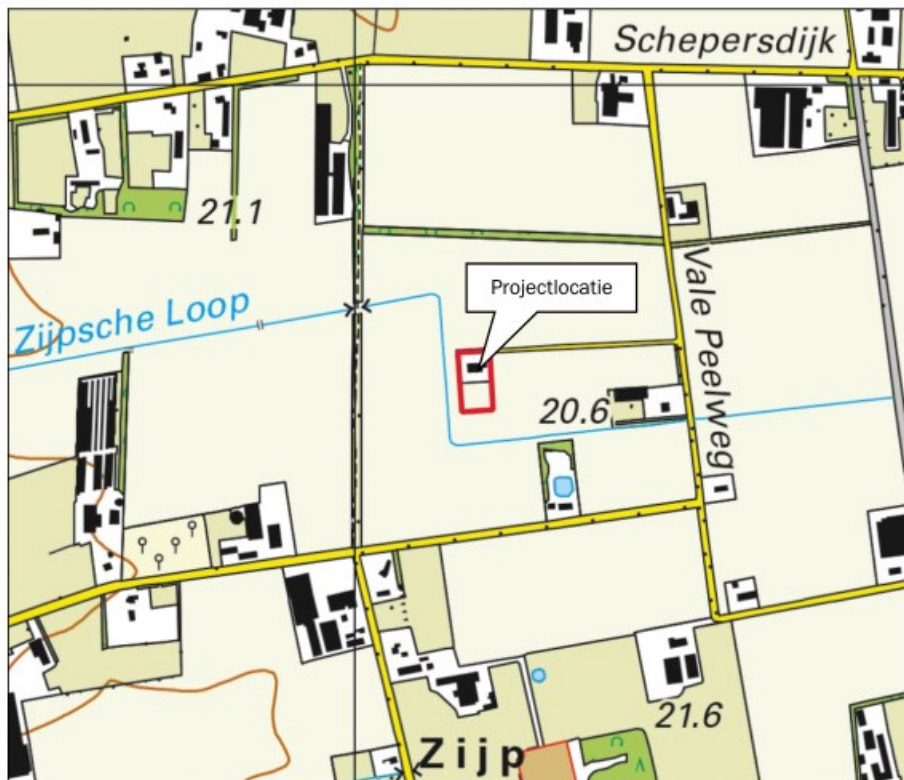 Schepersdijk
21.1
Vale Peelweg
Projectlocatie
Zijpsche Loop
20.6
21.6
Zijp